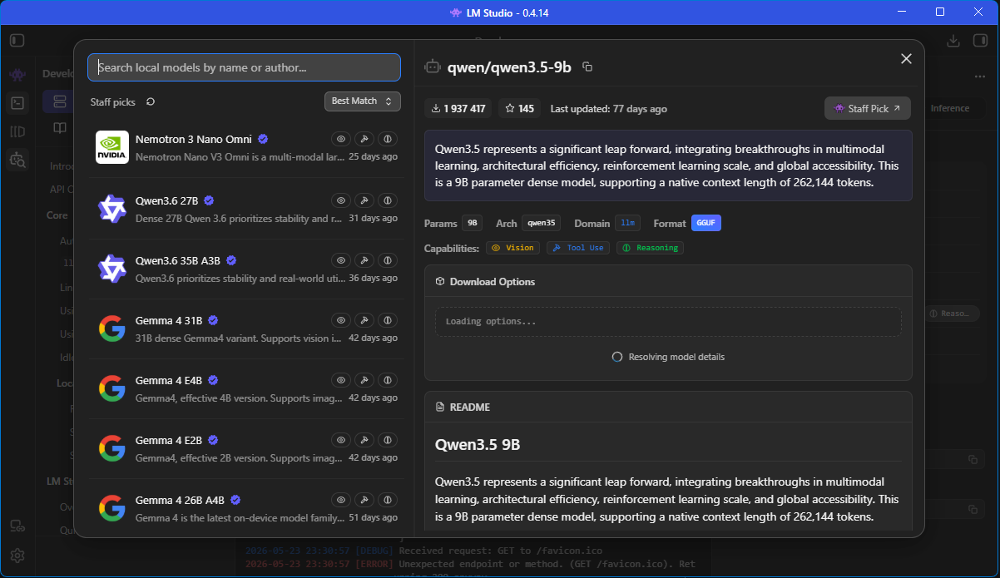 LM Studio - 0.4.14
Search local models by name or author...
Staff picks
Best Match
NVIDIA
Nemotron 3 Nano Omni
Nemotron Nano V3 Omni is a multi-modal lar... 25 days ago
Qwen3.6 27B
Dense 27B Qwen 3.6 prioritizes stability and r... 31 days ago
Qwen3.6 35B A3B
Qwen3.6 prioritizes stability and real-world uti... 36 days ago
Gemma 4 31B
31B dense Gemma4 variant. Supports vision i... 42 days ago
Gemma 4 E4B
Gemma4, effective 4B version. Supports imag... 42 days ago
Gemma 4 E2B
Gemma4, effective 2B version. Supports imag... 42 days ago
Gemma 4 26B A4B
Gemma 4 is the latest on-device model family... 51 days ago
qwen/qwen3.5-9b
1 937 417 145 Last updated: 77 days ago
Staff Pick
Qwen3.5 represents a significant leap forward, integrating breakthroughs in multimodal
learning, architectural efficiency, reinforcement learning scale, and global accessibility. This
is a 9B parameter dense model, supporting a native context length of 262,144 tokens.
Params 9B Arch qwen35 Domain llm Format GGUF
Capabilities: Vision Tool Use Reasoning
Download Options
Loading options...
Resolving model details
README
Qwen3.5 9B
Qwen3.5 represents a significant leap forward, integrating breakthroughs in multimodal
learning, architectural efficiency, reinforcement learning scale, and global accessibility. This
is a 9B parameter dense model, supporting a native context length of 262,144 tokens.
Inference
Reaso...
Core
2026-05-23 23:30:57 [DEBUG] Received request: GET to /favicon.ico
2026-05-23 23:30:57 [ERROR] Unexpected endpoint or method. (GET /favicon.ico). Ret